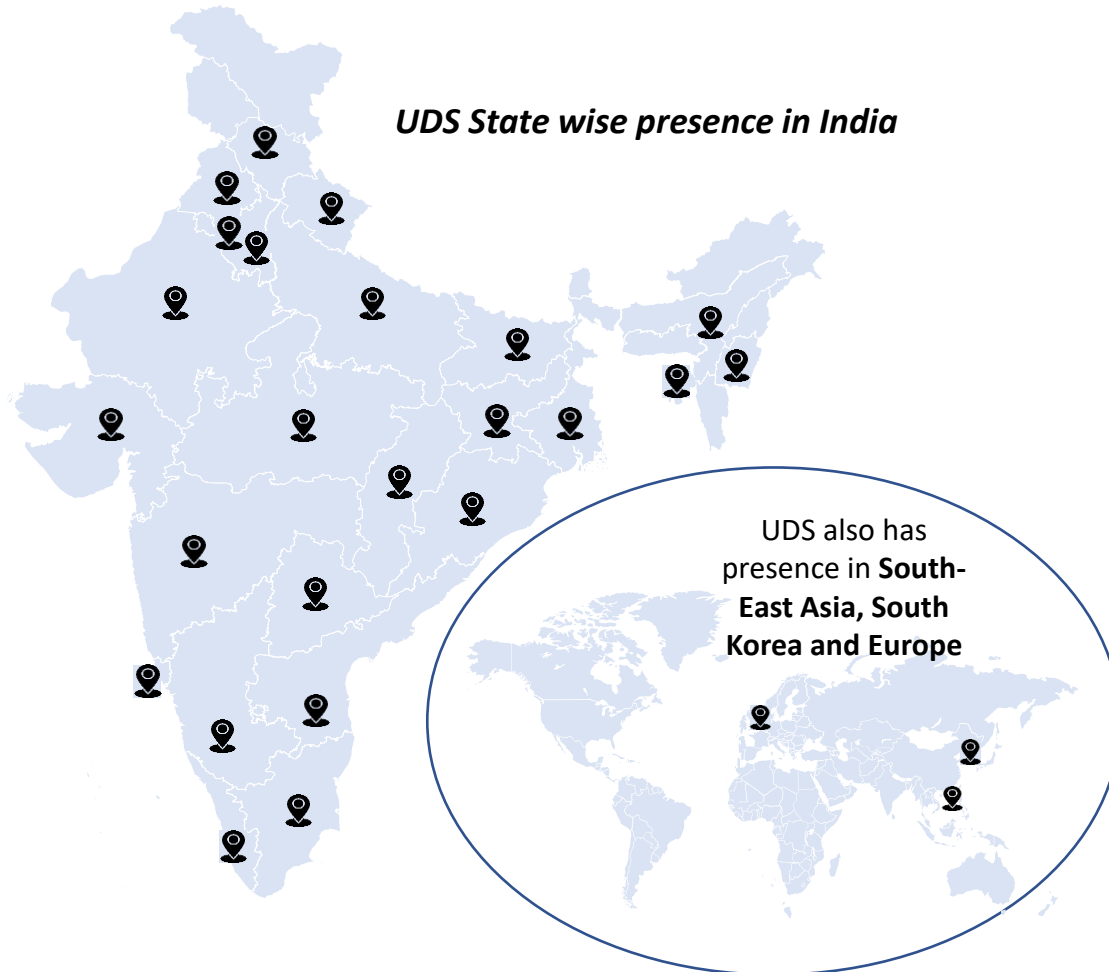 UDS State wise presence in India
UDS also has
presence in South-
East Asia, South
Korea and Europe